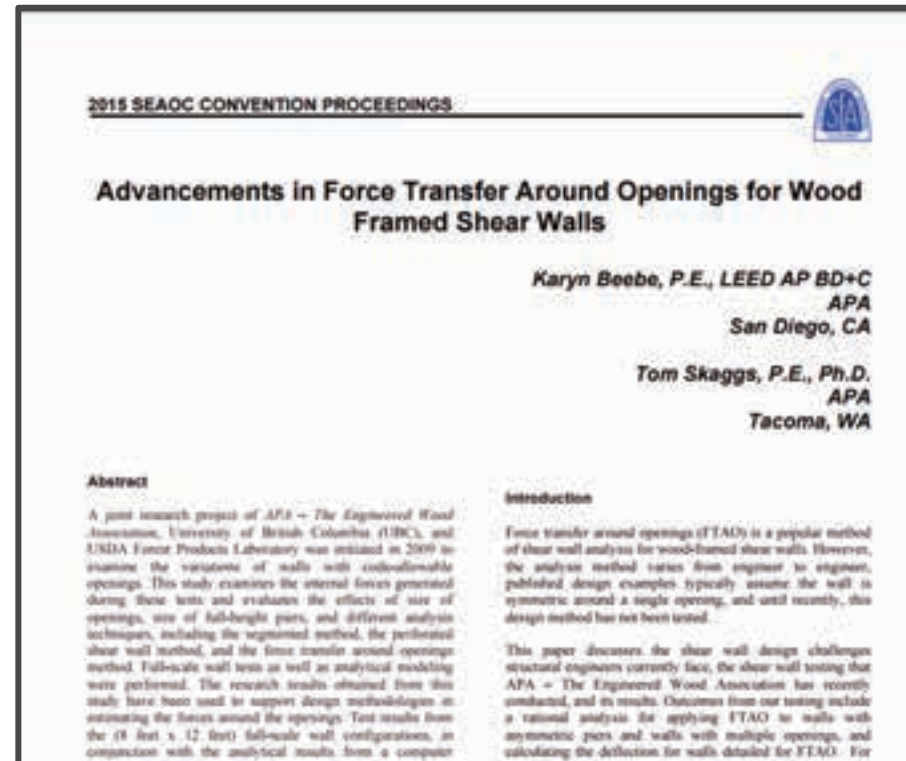 2015 SEAOC CONVENTION PROCEEDINGS
SEA
Advancements in Force Transfer Around Openings for Wood
Framed Shear Walls
Karyn Beebe, P.E., LEED AP BD+C
APA
San Diego, CA
Tom Skaggs, P.E., Ph.D.
APA
Tacoma, WA
Abstract
A joint research project of APA – The Engineered Wood
Association, University of British Columbia (UBC), and
USDA Forest Products Laboratory was initiated in 2009 to
examine the variations of walls with code-allowable
openings. This study examines the internal forces generated
during these tests and evaluates the effects of size of
openings, size of full-height piers, and different analysis
techniques, including the segmented method, the perforated
shear wall method, and the force transfer around openings
method. Full-scale wall tests as well as analytical modeling
were performed. The research results obtained from this
study have been used to support design methodologies in
estimating the forces around the openings. Test results from
the (8 feet x 12 feet) full-scale wall configurations, in
conjunction with the analytical results from a computer
Introduction
Force transfer around openings (FTAO) is a popular method
of shear wall analysis for wood-framed shear walls. However,
the analysis method varies from engineer to engineer,
published design examples typically assume the wall is
symmetric around a single opening, and until recently, this
design method has not been tested.
This paper discusses the shear wall design challenges
structural engineers currently face, the shear wall testing that
APA – The Engineered Wood Association has recently
conducted, and its results. Outcomes from our testing include
a rational analysis for applying FTAO to walls with
asymmetric piers and walls with multiple openings, and
calculating the deflection for walls detailed for FTAO. For